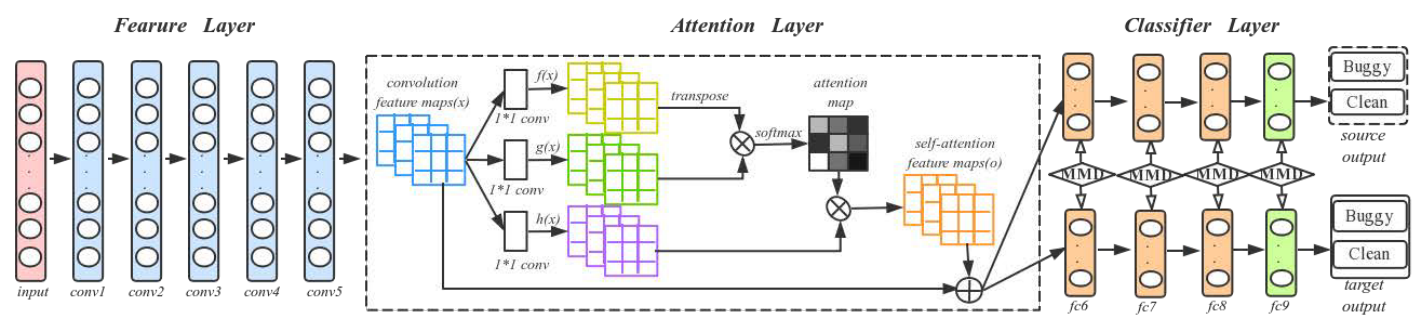 Fearure Layer
Attention Layer
Classifier Layer
input
conv1
conv2
conv3
conv4
conv5
convolution
feature maps(x)
f(x)
1*1 conv
g(x)
1*1 conv
h(x)
1*1 conv
transpose
softmax
attention
map
self-attention
feature maps(o)
MMD
MMD
MMD
MMD
fc6
fc7
fc8
fc9
Buggy
Clean
source
output
Buggy
Clean
target
output